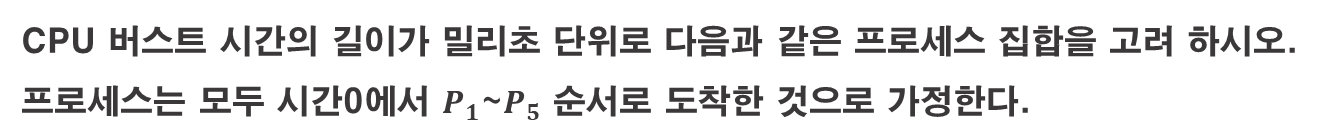 CPU 버스트 시간의 길이가 밀리초 단위로 다음과 같은 프로세스 집합을 고려 하시오.
프로세스는 모두 시간0에서 P₁~P₅ 순서로 도착한 것으로 가정한다.